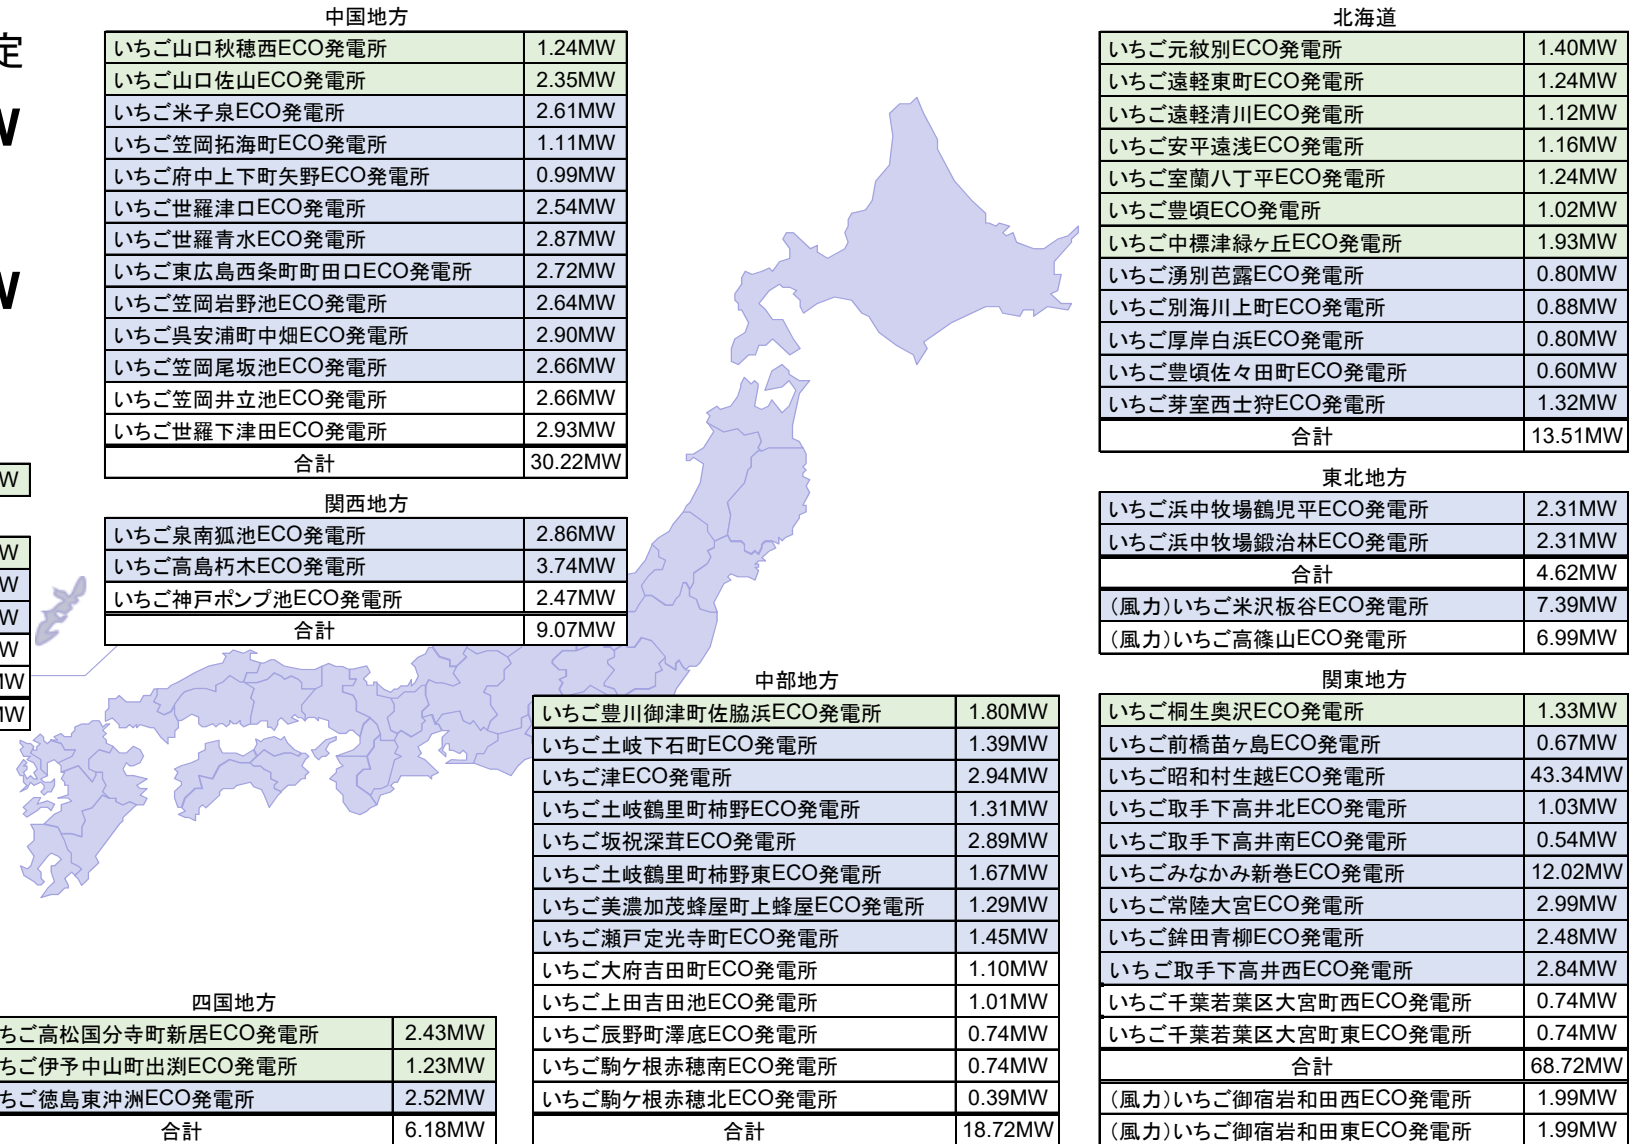 定
W
W
W
W
W
W
W
MW
MW
中国地方
いちご山口秋穂西ECO発電所 1.24MW
いちご山口佐山ECO発電所 2.35MW
いちご米子泉ECO発電所 2.61MW
いちご笠岡拓海町ECO発電所 1.11MW
いちご府中上下町矢野ECO発電所 0.99MW
いちご世羅津口ECO発電所 2.54MW
いちご世羅青水ECO発電所 2.87MW
いちご東広島西条町町田口ECO発電所 2.72MW
いちご笠岡岩野池ECO発電所 2.64MW
いちご呉安浦町中畑ECO発電所 2.90MW
いちご笠岡尾坂池ECO発電所 2.66MW
いちご笠岡井立池ECO発電所 2.66MW
いちご世羅下津田ECO発電所 2.93MW
合計 30.22MW
関西地方
いちご泉南狐池ECO発電所 2.86MW
いちご高島朽木ECO発電所 3.74MW
いちご神戸ポンプ池ECO発電所 2.47MW
合計 9.07MW
四国地方
ちご高松国分寺町新居ECO発電所 2.43MW
ちご伊予中山町出渕ECO発電所 1.23MW
ちご徳島東沖洲ECO発電所 2.52MW
合計 6.18MW
中部地方
いちご豊川御津町佐脇浜ECO発電所 1.80MW
いちご土岐下石町ECO発電所 1.39MW
いちご津ECO発電所 2.94MW
いちご土岐鶴里町柿野ECO発電所 1.31MW
いちご坂祝深萱ECO発電所 2.89MW
いちご土岐鶴里町柿野東ECO発電所 1.67MW
いちご美濃加茂蜂屋町上蜂屋ECO発電所 1.29MW
いちご瀬戸定光寺町ECO発電所 1.45MW
いちご大府吉田町ECO発電所 1.10MW
いちご上田吉田池ECO発電所 1.01MW
いちご辰野町澤底ECO発電所 0.74MW
いちご駒ケ根赤穂南ECO発電所 0.74MW
いちご駒ケ根赤穂北ECO発電所 0.39MW
合計 18.72MW
北海道
いちご元紋別ECO発電所 1.40MW
いちご遠軽東町ECO発電所 1.24MW
いちご遠軽清川ECO発電所 1.12MW
いちご安平遠浅ECO発電所 1.16MW
いちご室蘭八丁平ECO発電所 1.24MW
いちご豊頃ECO発電所 1.02MW
いちご中標津緑ヶ丘ECO発電所 1.93MW
いちご湧別芭露ECO発電所 0.80MW
いちご別海川上町ECO発電所 0.88MW
いちご厚岸白浜ECO発電所 0.80MW
いちご豊頃佐々田町ECO発電所 0.60MW
いちご芽室西士狩ECO発電所 1.32MW
合計 13.51MW
東北地方
いちご浜中牧場鶴児平ECO発電所 2.31MW
いちご浜中牧場鍛治林ECO発電所 2.31MW
合計 4.62MW
（風力）いちご米沢板谷ECO発電所 7.39MW
（風力）いちご高篠山ECO発電所 6.99MW
関東地方
いちご桐生奥沢ECO発電所 1.33MW
いちご前橋苗ヶ島ECO発電所 0.67MW
いちご昭和村生越ECO発電所 43.34MW
いちご取手下高井北ECO発電所 1.03MW
いちご取手下高井南ECO発電所 0.54MW
いちごみなかみ新巻ECO発電所 12.02MW
いちご常陸大宮ECO発電所 2.99MW
いちご鉾田青柳ECO発電所 2.48MW
いちご取手下高井西ECO発電所 2.84MW
いちご千葉若葉区大宮町西ECO発電所 0.74MW
いちご千葉若葉区大宮町東ECO発電所 0.74MW
合計 68.72MW
（風力）いちご御宿岩和田西ECO発電所 1.99MW
（風力）いちご御宿岩和田東ECO発電所 1.99MW